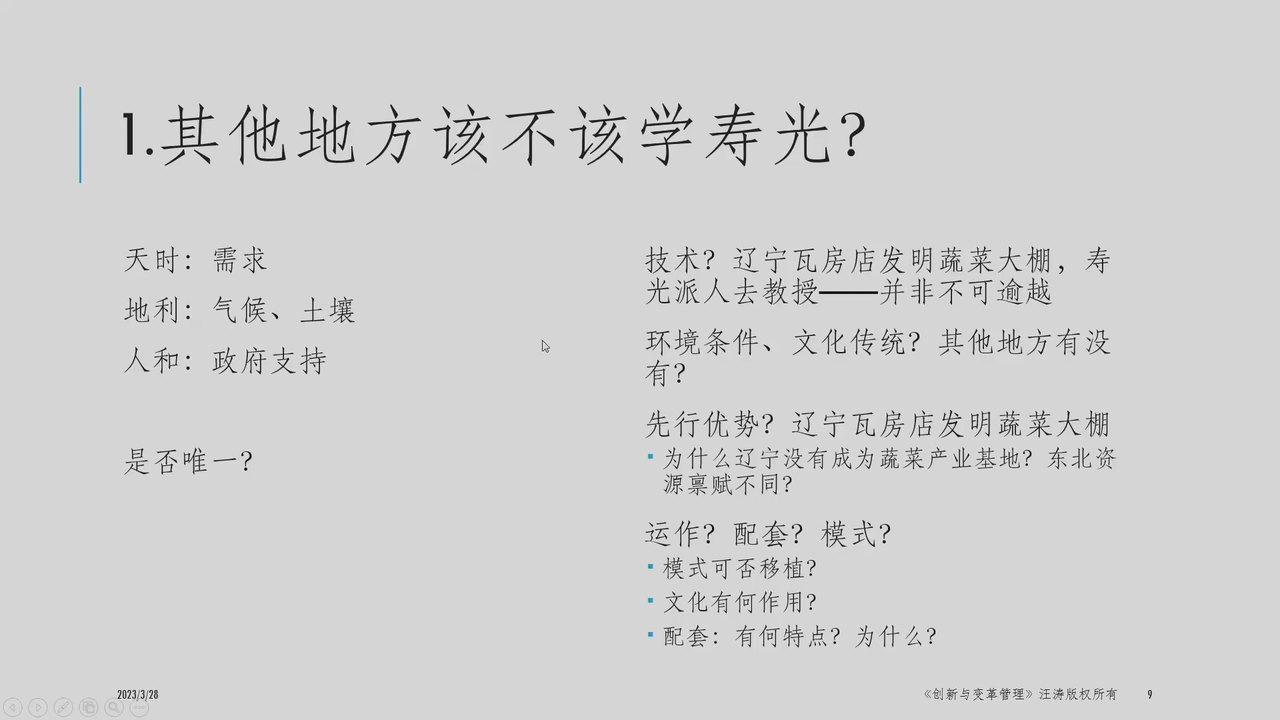 1.其他地方该不该学寿光？
天时：需求
地利：气候、土壤
人和：政府支持
是否唯一？
技术？辽宁瓦房店发明蔬菜大棚，寿
光派人去教授——并非不可逾越
环境条件、文化传统？其他地方有没
有？
先行优势？辽宁瓦房店发明蔬菜大棚
▪ 为什么辽宁没有成为蔬菜产业基地？东北资
源禀赋不同？
运作？配套？模式？
▪ 模式可否移植？
▪ 文化有何作用？
▪ 配套：有何特点？为什么？
2023/3/28
《创新与变革管理》汪涛版权所有
9